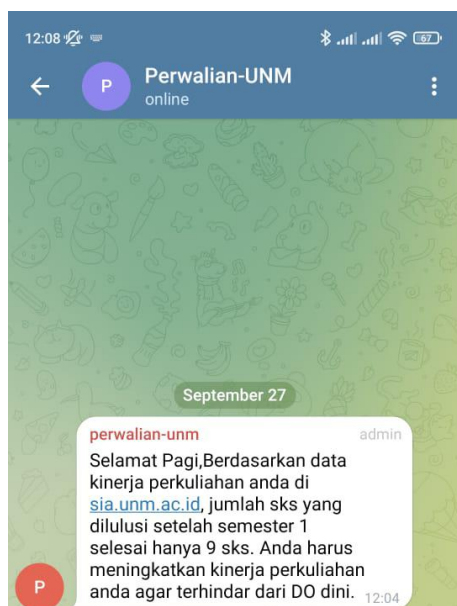 12:08
67
P
Perwalian-UNM
online
September 27
perwalian-unm admin
Selamat Pagi,Berdasarkan data
kinerja perkuliahan anda di
sia.unm.ac.id, jumlah sks yang
dilulusi setelah semester 1
selesai hanya 9 sks. Anda harus
meningkatkan kinerja perkuliahan
anda agar terhindar dari DO dini.
12:04
P